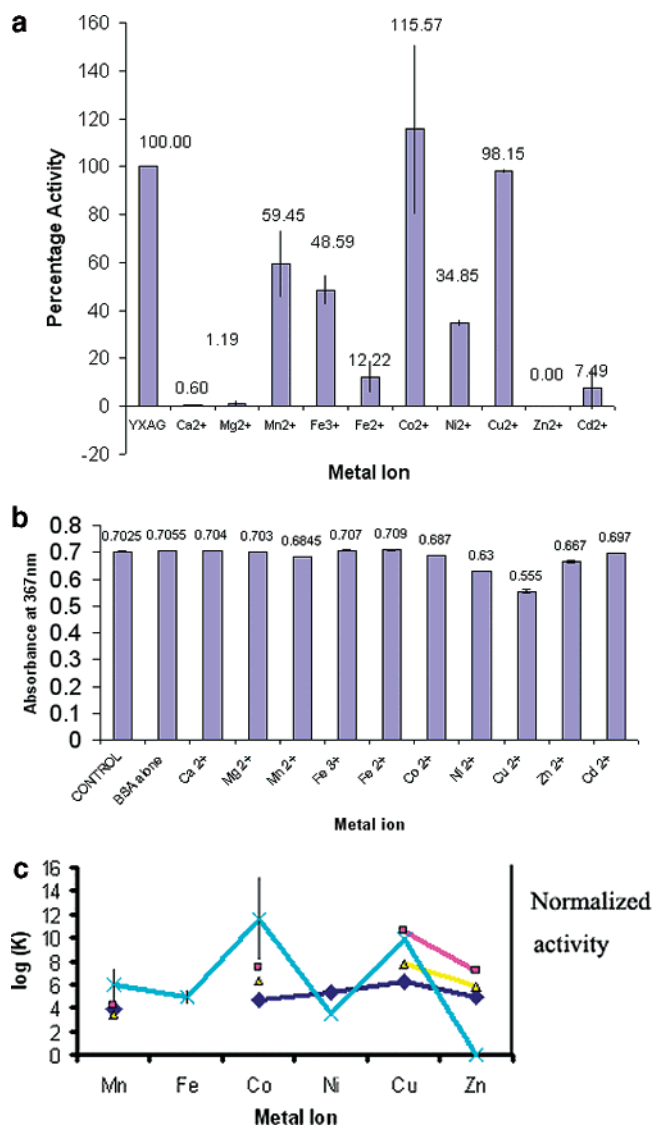 a
160
140
120
100
80
60
40
20
0
-20
Percentage Activity
100.00
0.60
1.19
59.45
48.59
12.22
115.57
34.85
98.15
0.00
7.49
YXAG Ca2+ Mg2+ Mn2+ Fe3+ Fe2+ Co2+ Ni2+ Cu2+ Zn2+ Cd2+
Metal Ion
b
0.8
0.7
0.6
0.5
0.4
0.3
0.2
0.1
0
Absorbance at 367nm
0.7025 0.7055 0.704 0.703 0.6845 0.707 0.709 0.687 0.63 0.555 0.667 0.697
CONTROL BSA alone Ca 2+ Mg 2+ Mn 2+ Fe 3+ Fe 2+ Co 2+ Ni 2+ Cu 2+ Zn 2+ Cd 2+
Metal ion
c
16
14
12
10
8
6
4
2
0
log (K)
Mn Fe Co Ni Cu Zn
Metal Ion
Normalized
activity